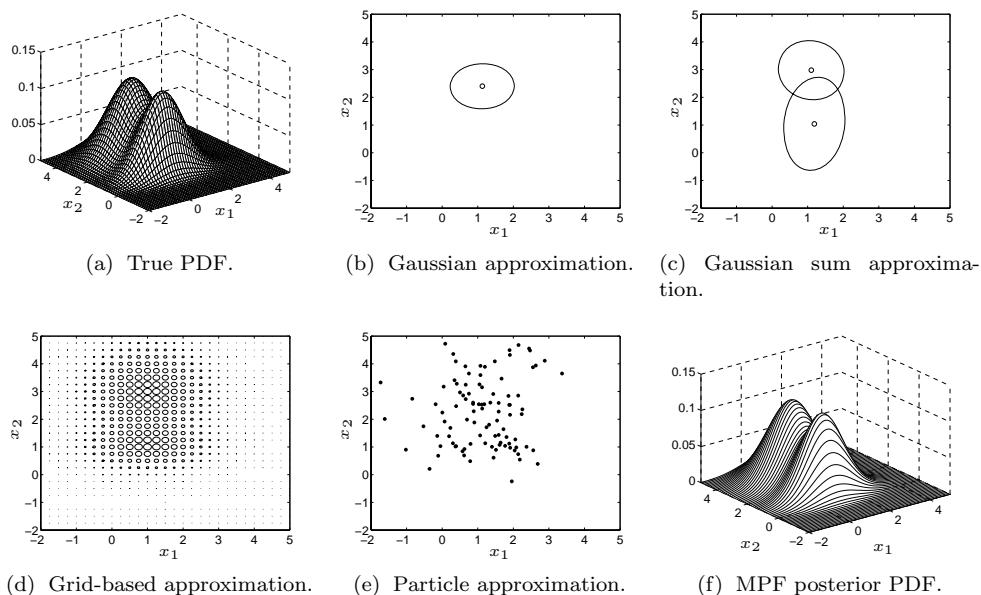 0.15
0.1
0.05
0
4
2
0
−2
−2
0
2
4
x₂
x₁
(a) True PDF.
5
4
3
2
1
0
−1
−2
−2 −1 0 1 2 3 4 5
x₂
x₁
(b) Gaussian approximation.
5
4
3
2
1
0
−1
−2
−2 −1 0 1 2 3 4 5
x₂
x₁
(c) Gaussian sum approxima-
tion.
5
4
3
2
1
0
−1
−2
−2 −1 0 1 2 3 4 5
x₂
x₁
(d) Grid-based approximation.
5
4
3
2
1
0
−1
−2
−2 −1 0 1 2 3 4 5
x₂
x₁
(e) Particle approximation.
0.15
0.1
0.05
0
4
2
0
−2
−2
0
2
4
x₂
x₁
(f) MPF posterior PDF.